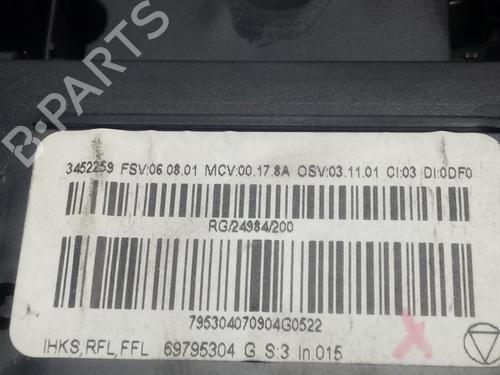 B-PARTS
3452259 FSV:06.08.01 MCV:00.17.8A OSV:03.11.01 CI:03 DI:0DF0
RG/24984/200
795304070904G0522
IHKS,RFL,FFL 69795304 G S:3 In.015